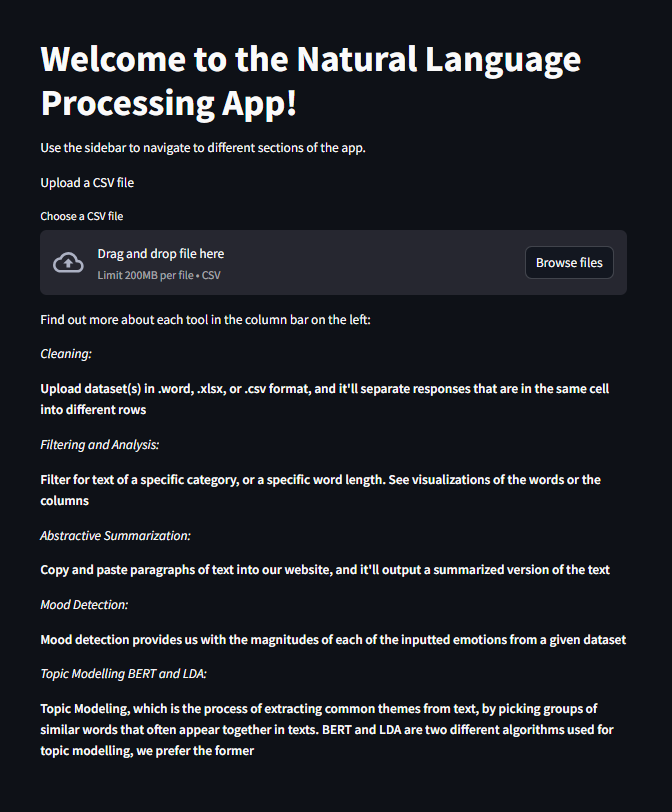 Welcome to the Natural Language
Processing App!
Use the sidebar to navigate to different sections of the app.
Upload a CSV file
Choose a CSV file
Drag and drop file here
Limit 200MB per file • CSV
Browse files
Find out more about each tool in the column bar on the left:
Cleaning:
Upload dataset(s) in .word, .xlsx, or .csv format, and it'll separate responses that are in the same cell
into different rows
Filtering and Analysis:
Filter for text of a specific category, or a specific word length. See visualizations of the words or the
columns
Abstractive Summarization:
Copy and paste paragraphs of text into our website, and it'll output a summarized version of the text
Mood Detection:
Mood detection provides us with the magnitudes of each of the inputted emotions from a given dataset
Topic Modelling BERT and LDA:
Topic Modeling, which is the process of extracting common themes from text, by picking groups of
similar words that often appear together in texts. BERT and LDA are two different algorithms used for
topic modelling, we prefer the former